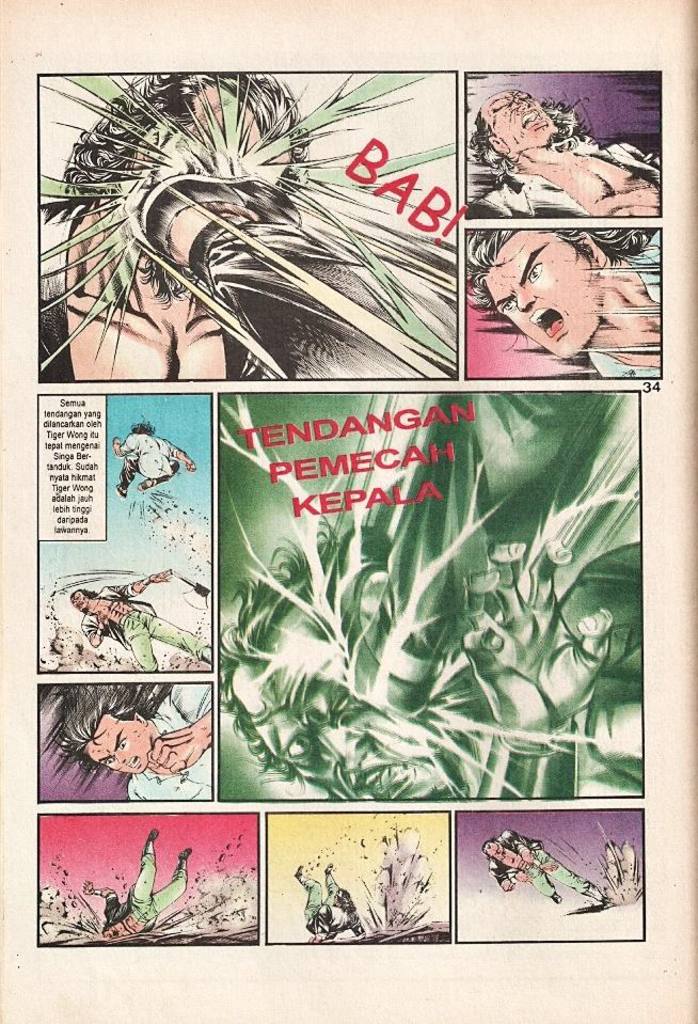 BAB!
34
Semua
tendangan yang
dilancarkan oleh
Tiger Wong itu
tepat mengenai
Singa Ber-
tanduk. Sudah
nyata hikmat
Tiger Wong
adalah jauh
lebih tinggi
daripada
lawannya.
TENDANGAN
PEMECAH
KEPALA